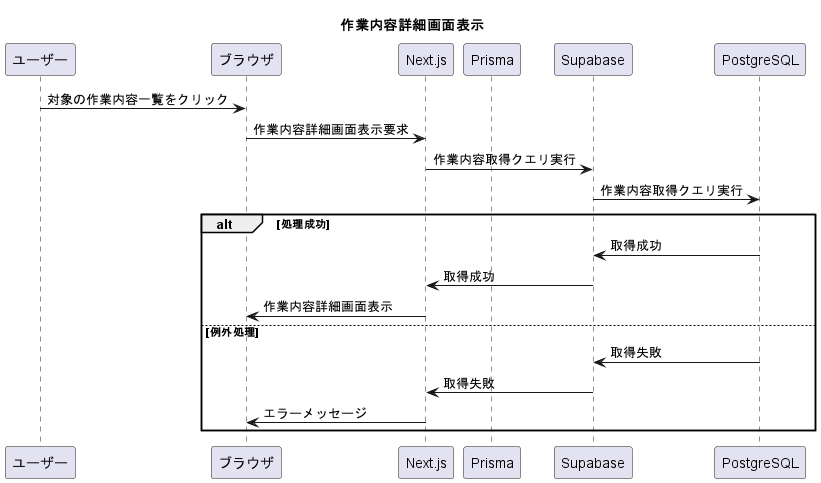 作業内容詳細画面表示
ユーザー ブラウザ Next.js Prisma Supabase PostgreSQL
対象の作業内容一覧をクリック
作業内容詳細画面表示要求
作業内容取得クエリ実行
作業内容取得クエリ実行
alt [処理成功]
取得成功
取得成功
作業内容詳細画面表示
[例外処理]
取得失敗
取得失敗
エラーメッセージ
ユーザー ブラウザ Next.js Prisma Supabase PostgreSQL